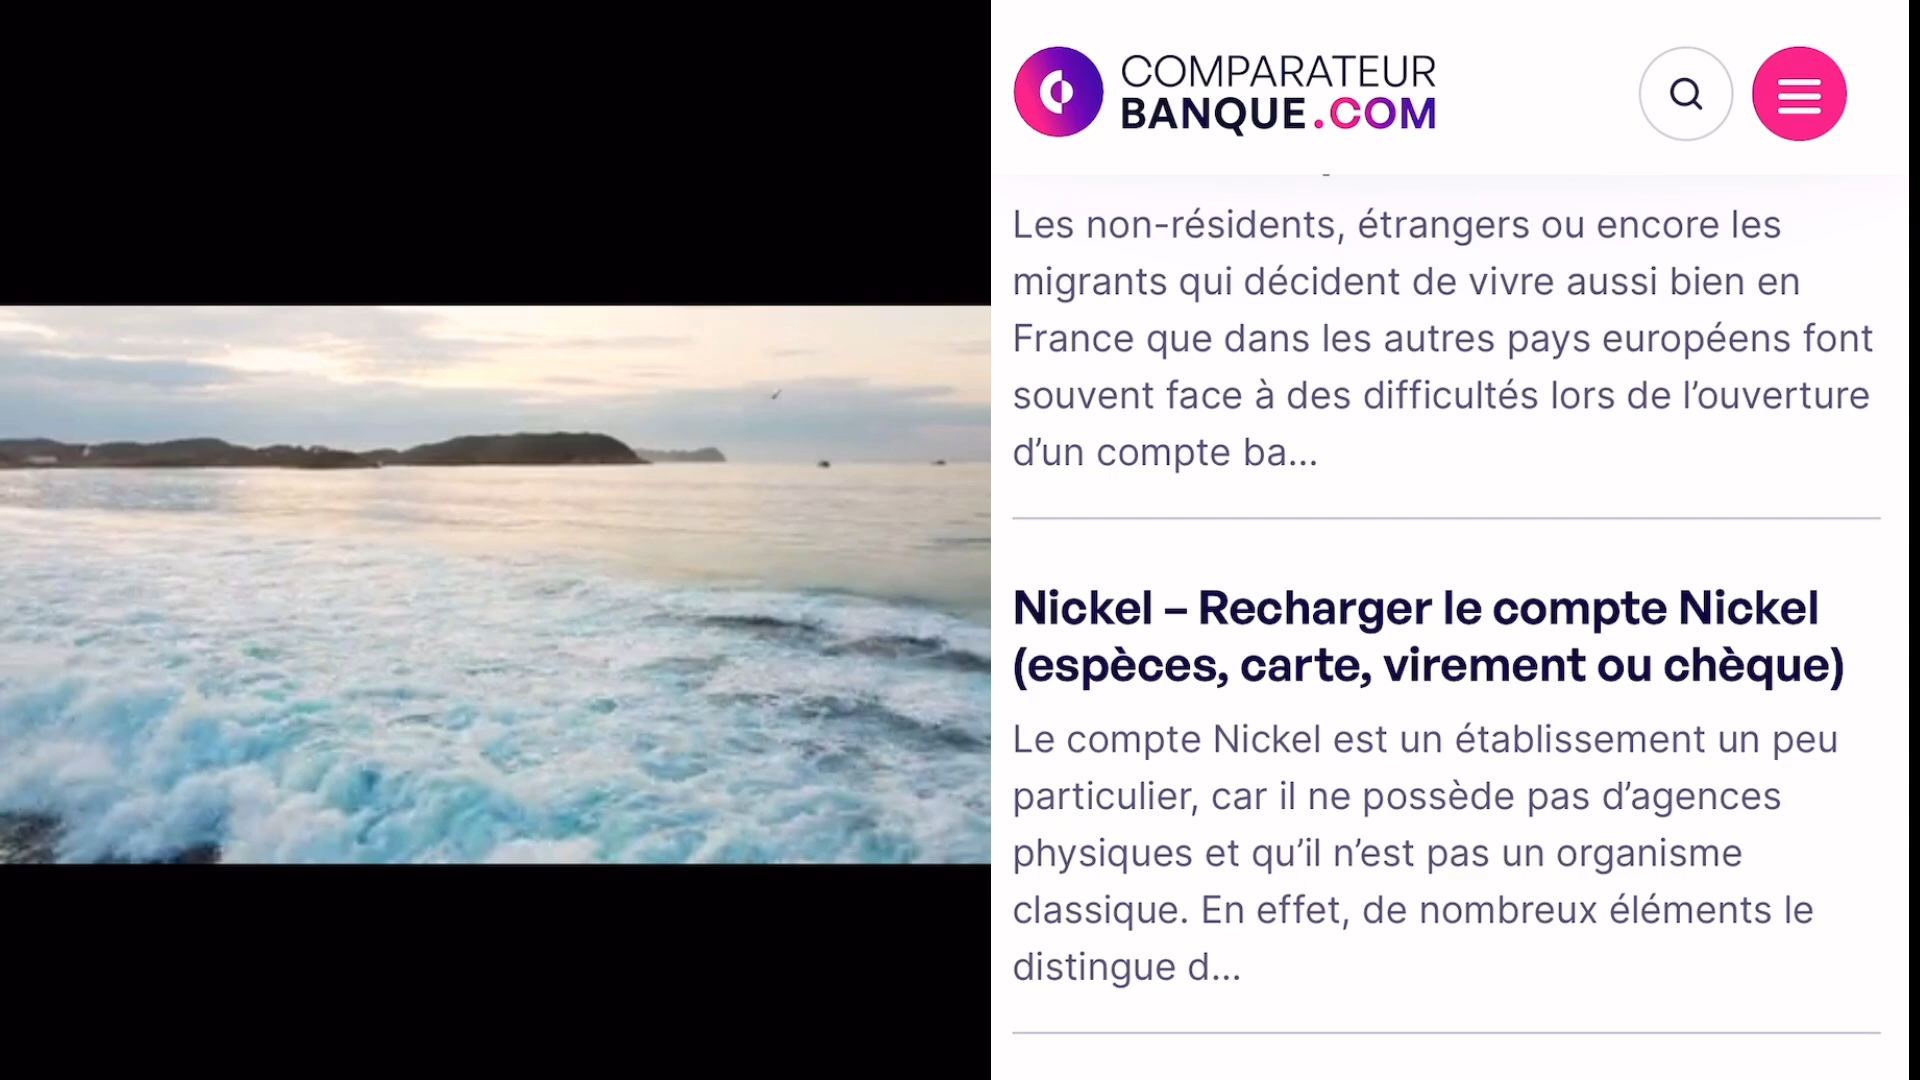 COMPARATEUR
BANQUE.COM
Les non-résidents, étrangers ou encore les
migrants qui décident de vivre aussi bien en
France que dans les autres pays européens font
souvent face à des difficultés lors de l’ouverture
d’un compte ba...
Nickel – Recharger le compte Nickel
(espèces, carte, virement ou chèque)
Le compte Nickel est un établissement un peu
particulier, car il ne possède pas d’agences
physiques et qu’il n’est pas un organisme
classique. En effet, de nombreux éléments le
distingue d...